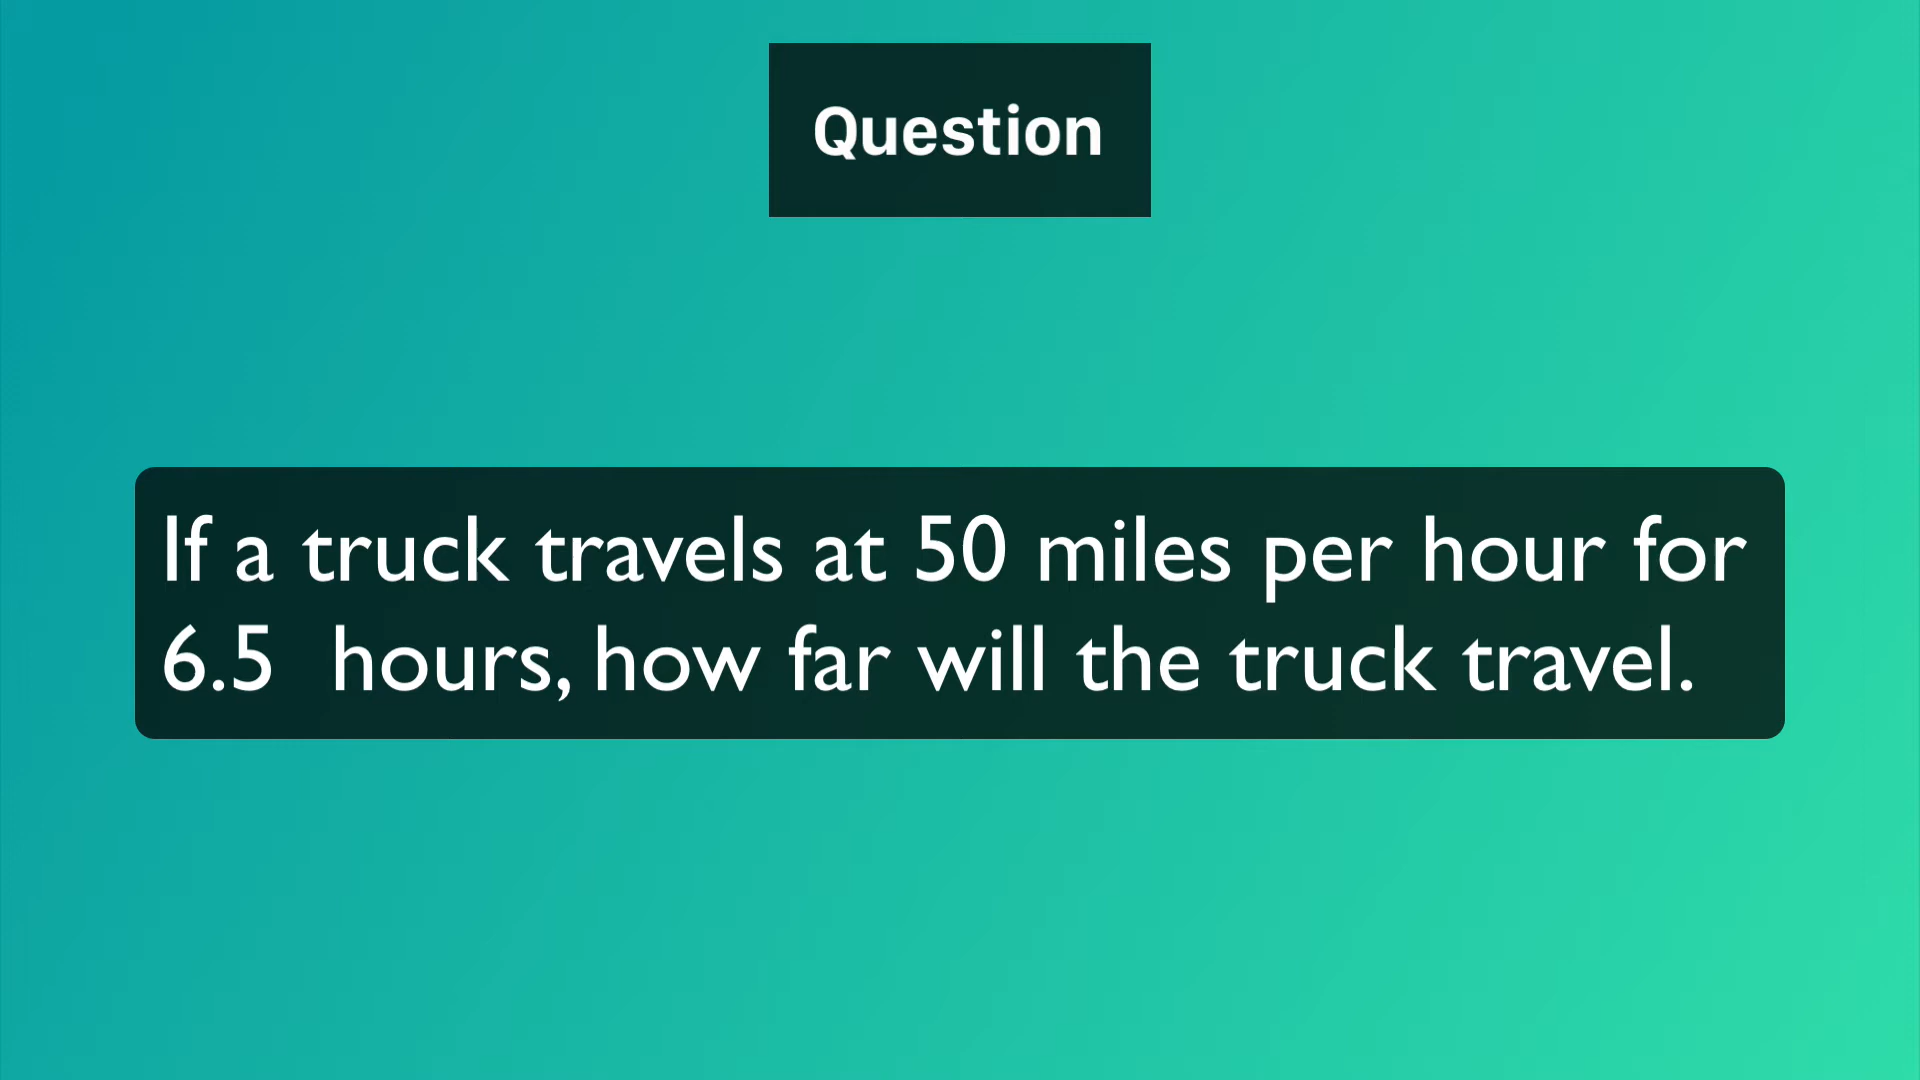 Question
If a truck travels at 50 miles per hour for
6.5  hours, how far will the truck travel.